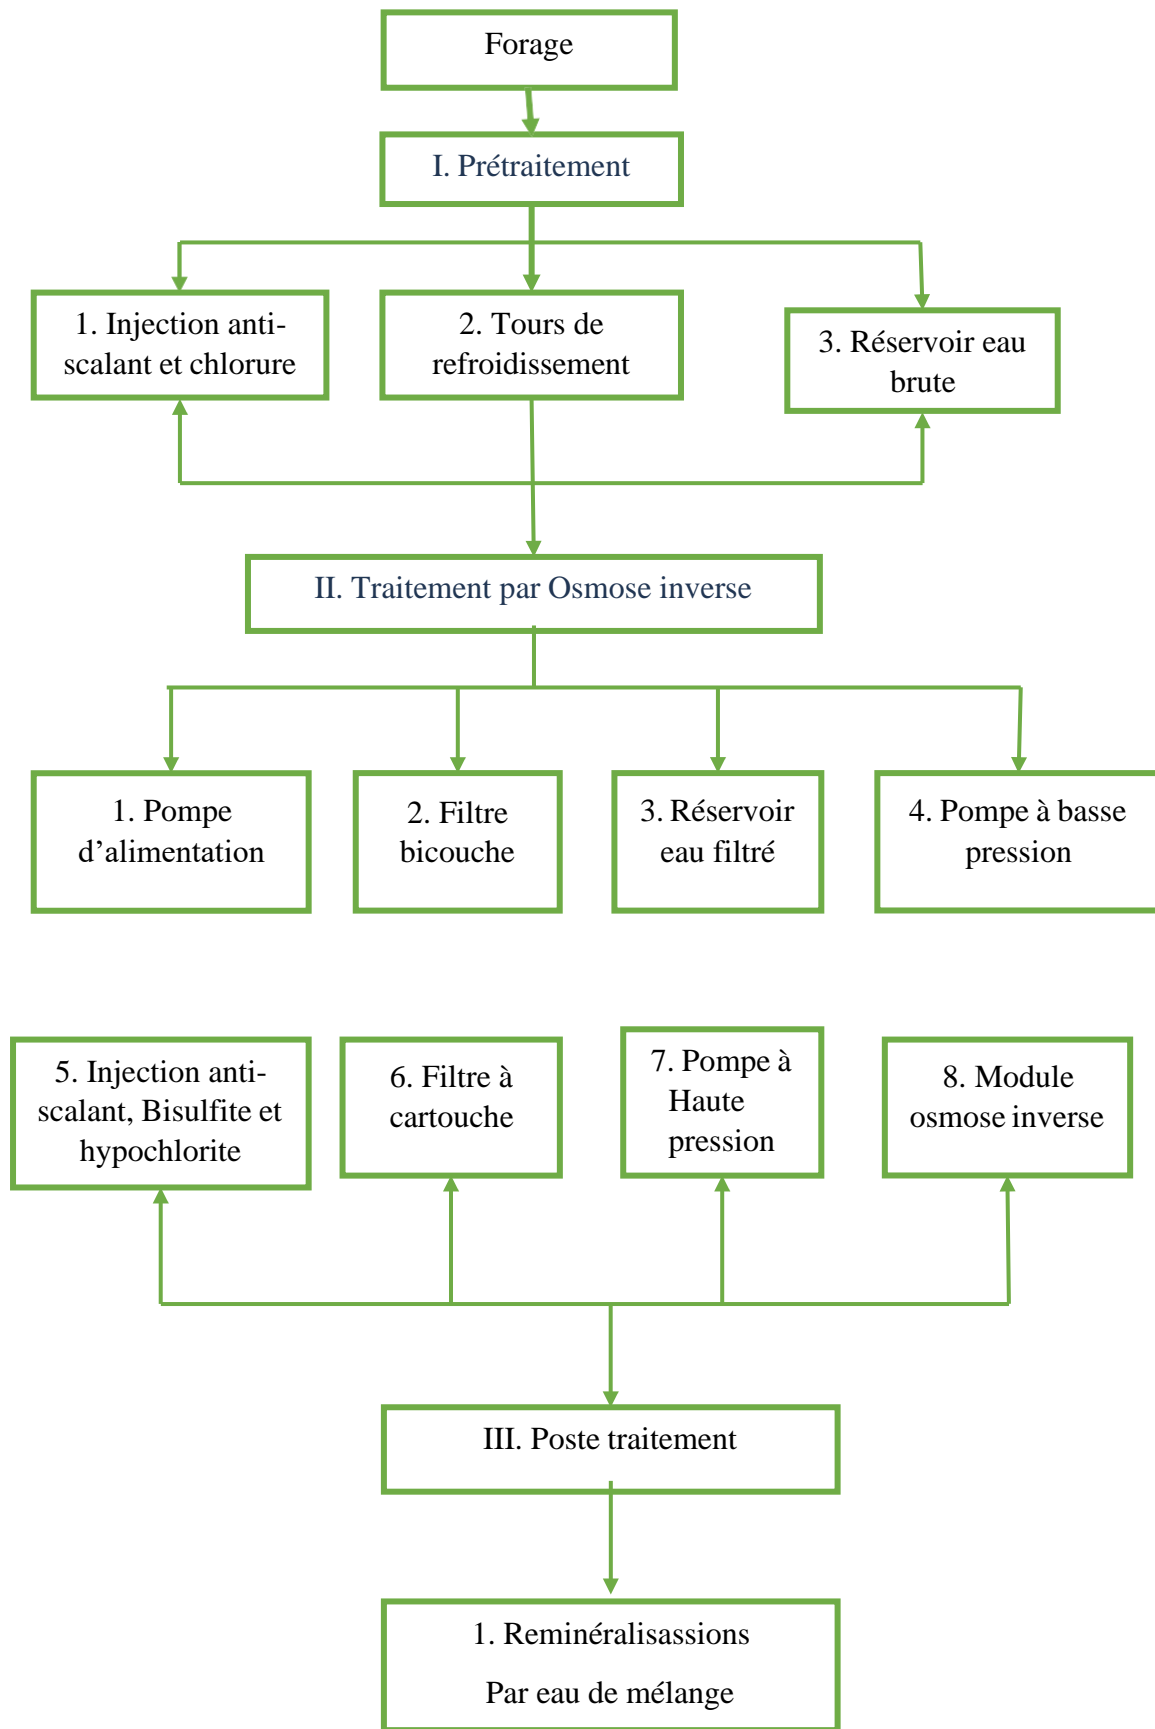 Forage
I. Prétraitement
1. Injection anti-
scalant et chlorure
2. Tours de
refroidissement
3. Réservoir eau
brute
II. Traitement par Osmose inverse
1. Pompe
d’alimentation
2. Filtre
bicouche
3. Réservoir
eau filtré
4. Pompe à basse
pression
5. Injection anti-
scalant, Bisulfite et
hypochlorite
6. Filtre à
cartouche
7. Pompe à
Haute
pression
8. Module
osmose inverse
III. Poste traitement
1. Reminéralisassions
Par eau de mélange